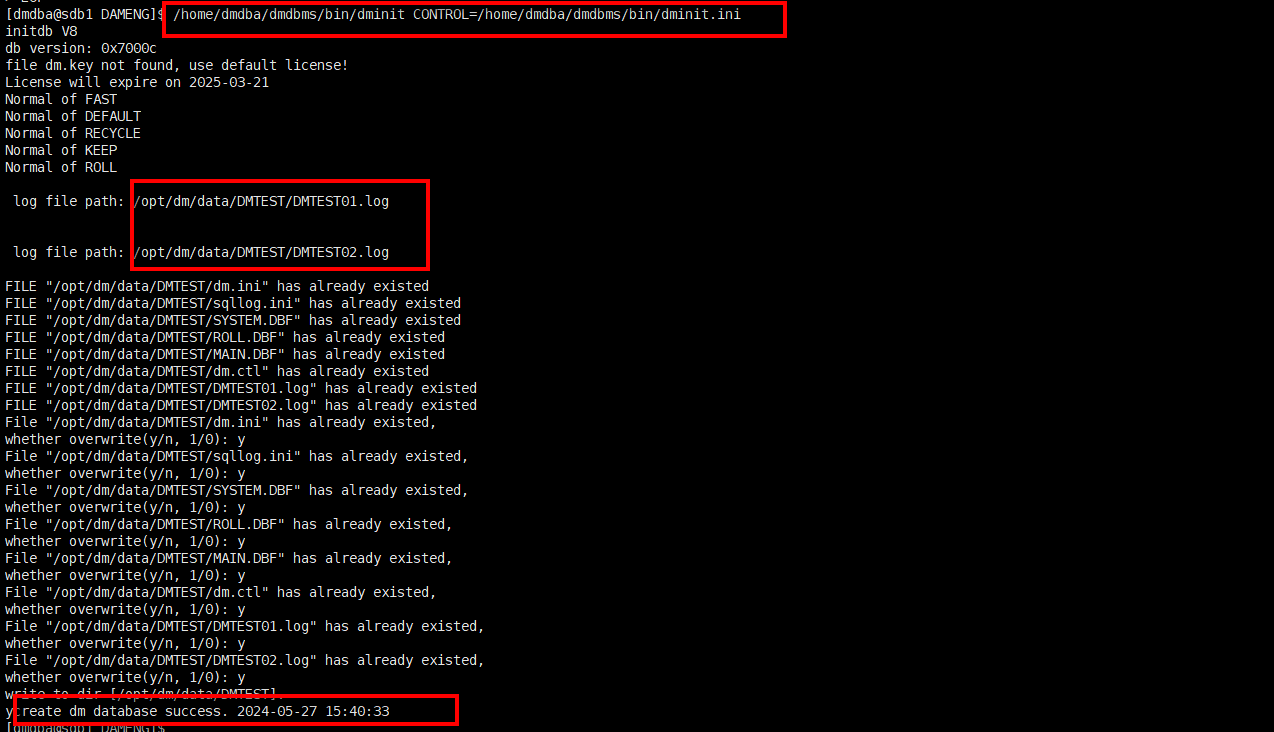 [dmdba@sdb1 DAMENG]$ /home/dmdba/dmdbms/bin/dminit CONTROL=/home/dmdba/dmdbms/bin/dminit.ini
initdb V8
db version: 0x7000c
file dm.key not found, use default license!
License will expire on 2025-03-21
Normal of FAST
Normal of DEFAULT
Normal of RECYCLE
Normal of KEEP
Normal of ROLL
log file path: /opt/dm/data/DMTEST/DMTEST01.log
log file path: /opt/dm/data/DMTEST/DMTEST02.log
FILE "/opt/dm/data/DMTEST/dm.ini" has already existed
FILE "/opt/dm/data/DMTEST/sqllog.ini" has already existed
FILE "/opt/dm/data/DMTEST/SYSTEM.DBF" has already existed
FILE "/opt/dm/data/DMTEST/ROLL.DBF" has already existed
FILE "/opt/dm/data/DMTEST/MAIN.DBF" has already existed
FILE "/opt/dm/data/DMTEST/dm.ctl" has already existed
FILE "/opt/dm/data/DMTEST/DMTEST01.log" has already existed
FILE "/opt/dm/data/DMTEST/DMTEST02.log" has already existed
File "/opt/dm/data/DMTEST/dm.ini" has already existed,
whether overwrite(y/n, 1/0): y
File "/opt/dm/data/DMTEST/sqllog.ini" has already existed,
whether overwrite(y/n, 1/0): y
File "/opt/dm/data/DMTEST/SYSTEM.DBF" has already existed,
whether overwrite(y/n, 1/0): y
File "/opt/dm/data/DMTEST/ROLL.DBF" has already existed,
whether overwrite(y/n, 1/0): y
File "/opt/dm/data/DMTEST/MAIN.DBF" has already existed,
whether overwrite(y/n, 1/0): y
File "/opt/dm/data/DMTEST/dm.ctl" has already existed,
whether overwrite(y/n, 1/0): y
File "/opt/dm/data/DMTEST/DMTEST01.log" has already existed,
whether overwrite(y/n, 1/0): y
File "/opt/dm/data/DMTEST/DMTEST02.log" has already existed,
whether overwrite(y/n, 1/0): y
write to dir [/opt/dm/data/DMTEST].
ycreate dm database success. 2024-05-27 15:40:33
[dmdba@sdb1 DAMENG]$